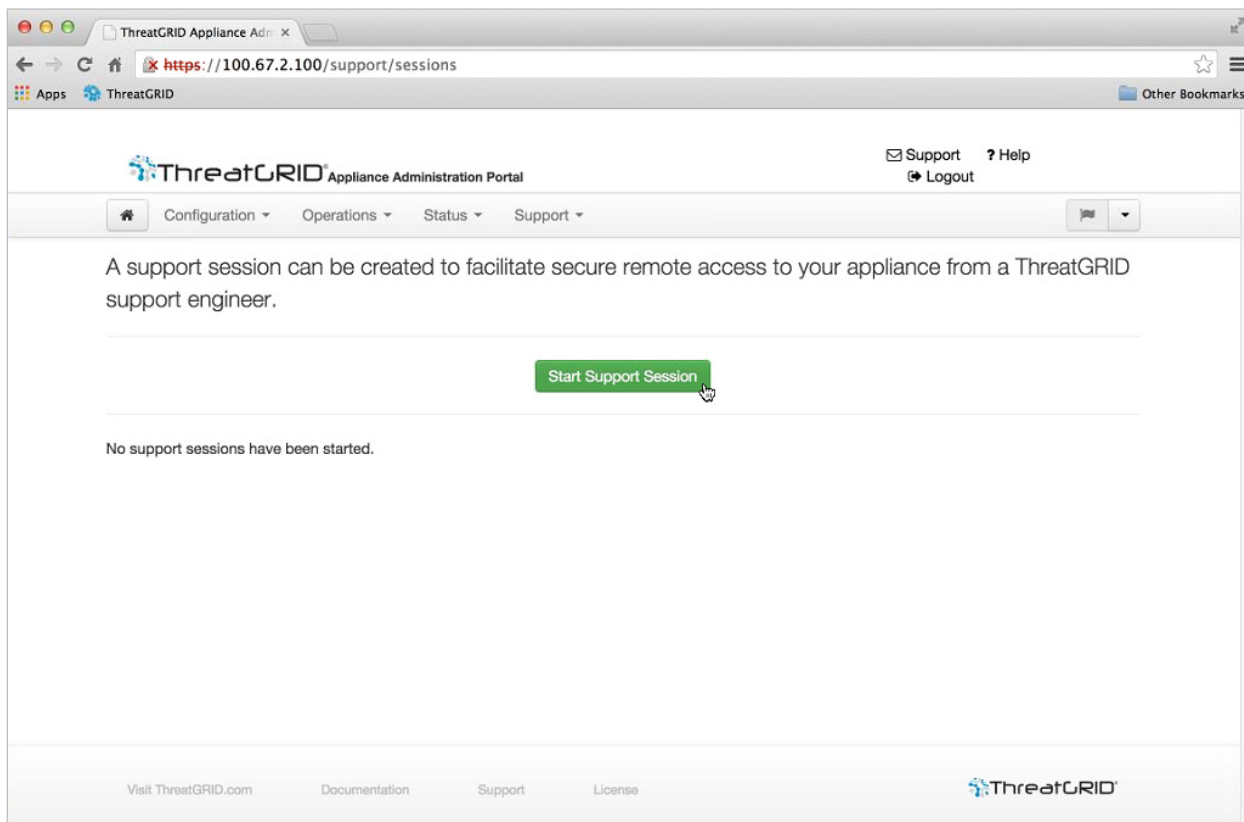 ThreatGRID Appliance Adm
https://100.67.2.100/support/sessions
Apps ThreatGRID Other Bookmarks
Support ? Help
ThreatGRID® Appliance Administration Portal
Logout
Configuration Operations Status Support
A support session can be created to facilitate secure remote access to your appliance from a ThreatGRID
support engineer.
Start Support Session
No support sessions have been started.
Visit ThreatGRID.com Documentation Support License ThreatGRID®